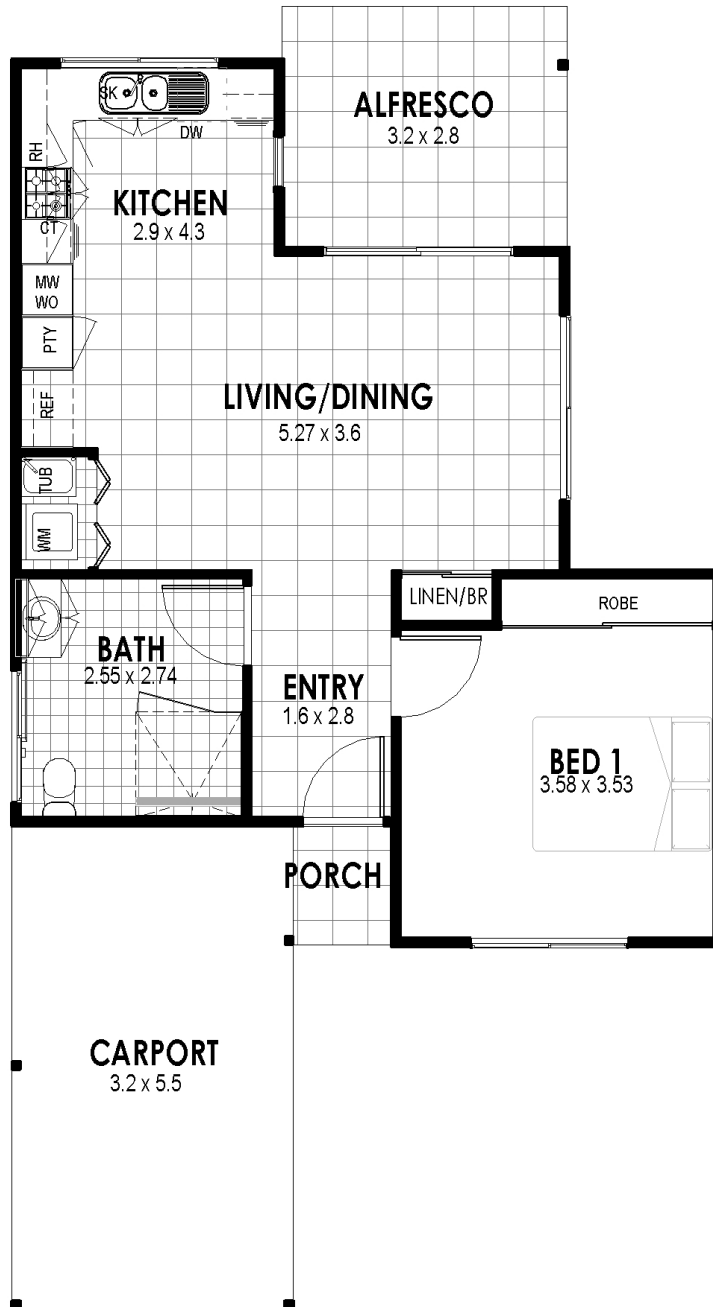 ALFRESCO
3.2 x 2.8
SK
DW
RH
KITCHEN
2.9 x 4.3
CT
MW
WO
PTY
REF
LIVING/DINING
5.27 x 3.6
TUB
WM
LINEN/BR
ROBE
BATH
2.55 x 2.74
ENTRY
1.6 x 2.8
BED 1
3.58 x 3.53
PORCH
CARPORT
3.2 x 5.5